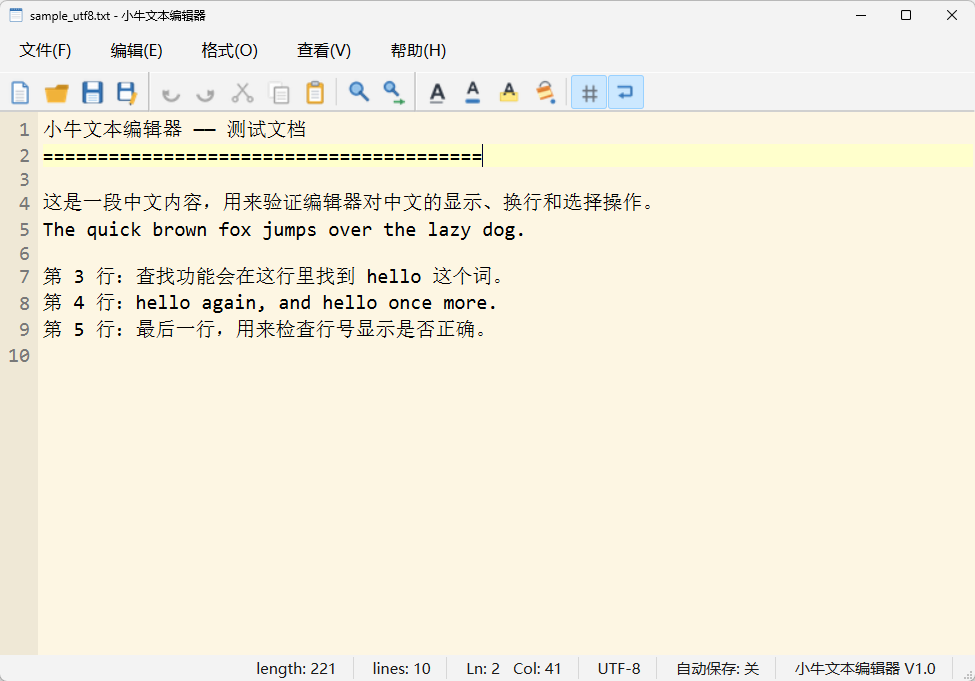 sample_utf8.txt - 小牛文本编辑器
文件(F) 编辑(E) 格式(O) 查看(V) 帮助(H)
1 小牛文本编辑器 —— 测试文档
2 ========================================
3
4 这是一段中文内容，用来验证编辑器对中文的显示、换行和选择操作。
5 The quick brown fox jumps over the lazy dog.
6
7 第 3 行：查找功能会在这行里找到 hello 这个词。
8 第 4 行：hello again, and hello once more.
9 第 5 行：最后一行，用来检查行号显示是否正确。
10
length: 221 lines: 10 Ln: 2 Col: 41 UTF-8 自动保存: 关 小牛文本编辑器 V1.0